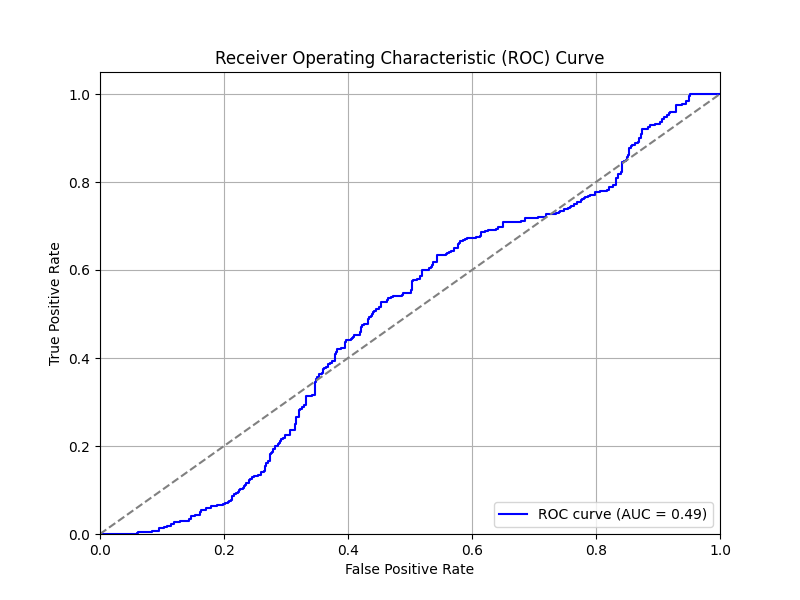 Receiver Operating Characteristic (ROC) Curve
True Positive Rate
1.0
0.8
0.6
0.4
0.2
0.0
ROC curve (AUC = 0.49)
0.0 0.2 0.4 0.6 0.8 1.0
False Positive Rate